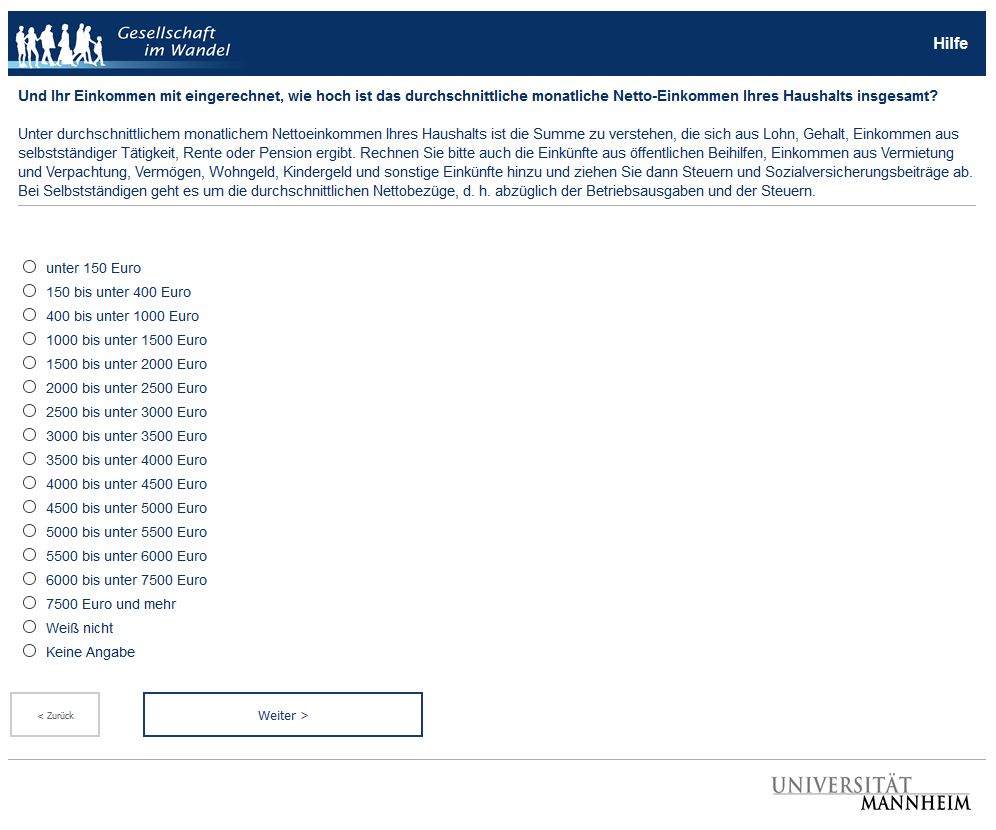 Gesellschaft
im Wandel
Hilfe
Und Ihr Einkommen mit eingerechnet, wie hoch ist das durchschnittliche monatliche Netto-Einkommen Ihres Haushalts insgesamt?
Unter durchschnittlichem monatlichem Nettoeinkommen Ihres Haushalts ist die Summe zu verstehen, die sich aus Lohn, Gehalt, Einkommen aus
selbstständiger Tätigkeit, Rente oder Pension ergibt. Rechnen Sie bitte auch die Einkünfte aus öffentlichen Beihilfen, Einkommen aus Vermietung
und Verpachtung, Vermögen, Wohngeld, Kindergeld und sonstige Einkünfte hinzu und ziehen Sie dann Steuern und Sozialversicherungsbeiträge ab.
Bei Selbstständigen geht es um die durchschnittlichen Nettobezüge, d. h. abzüglich der Betriebsausgaben und der Steuern.
unter 150 Euro
150 bis unter 400 Euro
400 bis unter 1000 Euro
1000 bis unter 1500 Euro
1500 bis unter 2000 Euro
2000 bis unter 2500 Euro
2500 bis unter 3000 Euro
3000 bis unter 3500 Euro
3500 bis unter 4000 Euro
4000 bis unter 4500 Euro
4500 bis unter 5000 Euro
5000 bis unter 5500 Euro
5500 bis unter 6000 Euro
6000 bis unter 7500 Euro
7500 Euro und mehr
Weiß nicht
Keine Angabe
< Zurück
Weiter >
UNIVERSITÄT
MANNHEIM